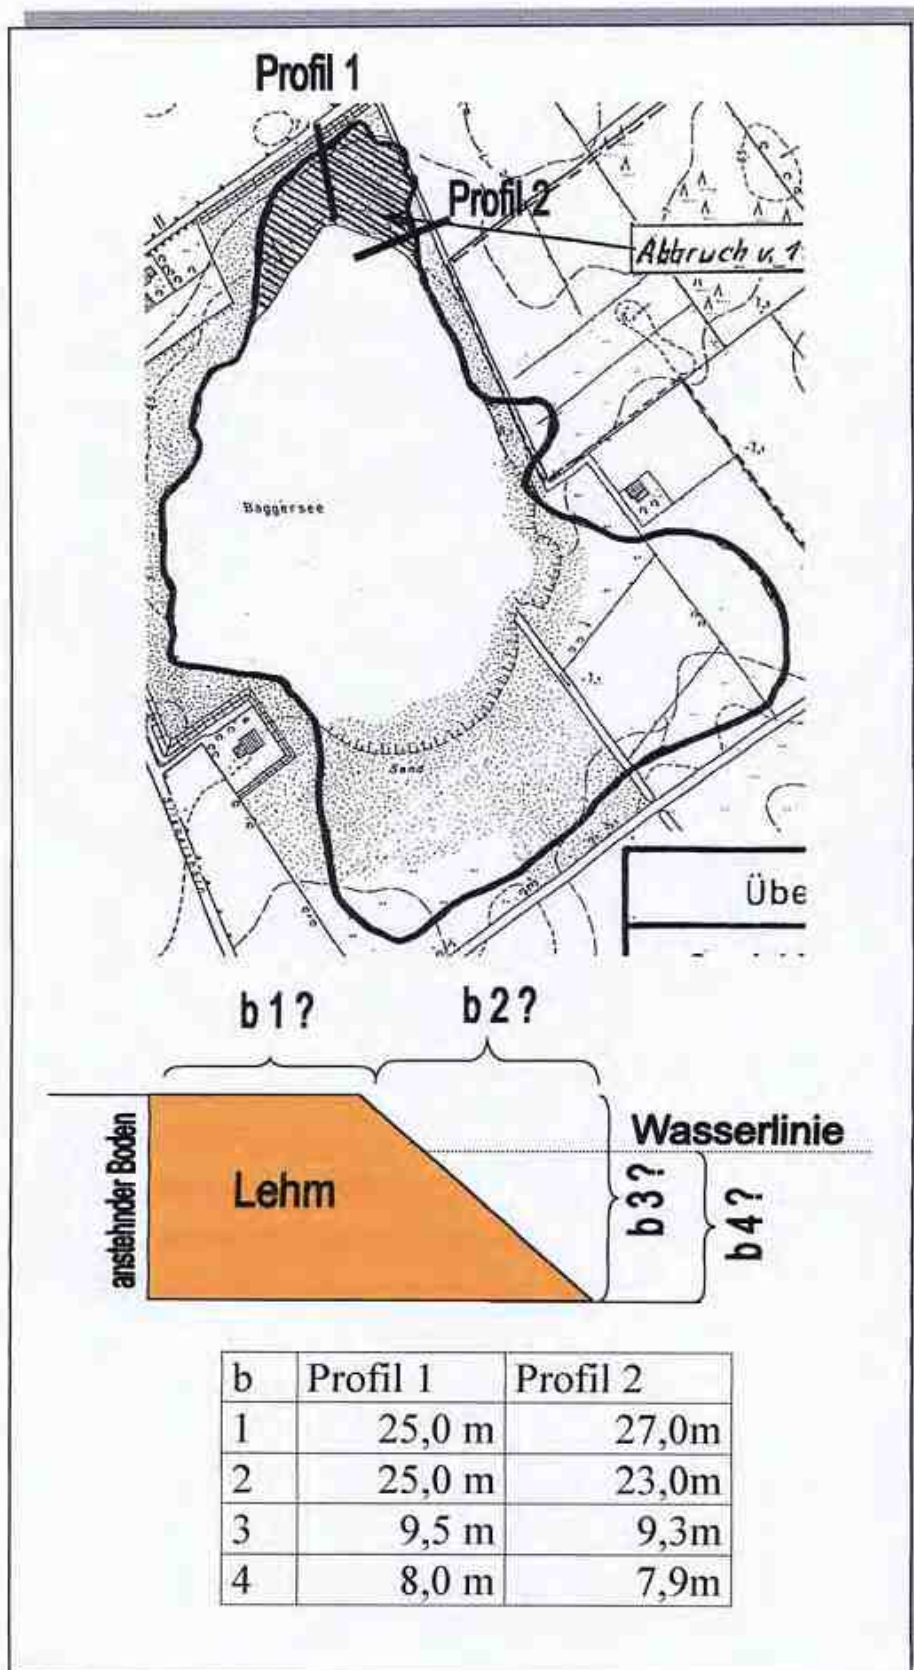 Profil 1
Profil 2
Abbruch v. 1
Baggersee
Sand
Übe
b 1 ?
b 2 ?
anstehnder Boden
Lehm
Wasserlinie
b 3 ?
b 4 ?
b Profil 1 Profil 2
1 25,0 m 27,0m
2 25,0 m 23,0m
3 9,5 m 9,3m
4 8,0 m 7,9m